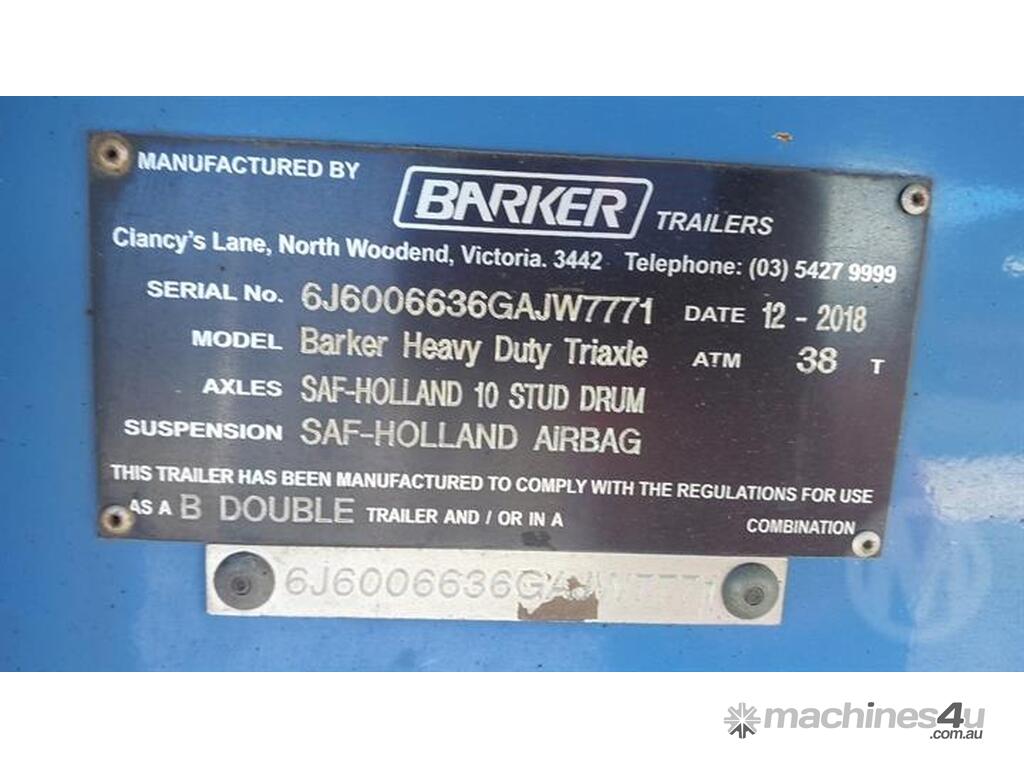 MANUFACTURED BY BARKER TRAILERS
Clancy's Lane, North Woodend, Victoria. 3442 Telephone: (03) 5427 9999
SERIAL No. 6J6006636GAJW7771 DATE 12 - 2018
MODEL Barker Heavy Duty Triaxle ATM 38 T
AXLES SAF-HOLLAND 10 STUD DRUM
SUSPENSION SAF-HOLLAND AiRBAG
THIS TRAILER HAS BEEN MANUFACTURED TO COMPLY WITH THE REGULATIONS FOR USE
AS A B DOUBLE TRAILER AND / OR IN A COMBINATION
6J6006636GAJW7771
machines4u
.com.au